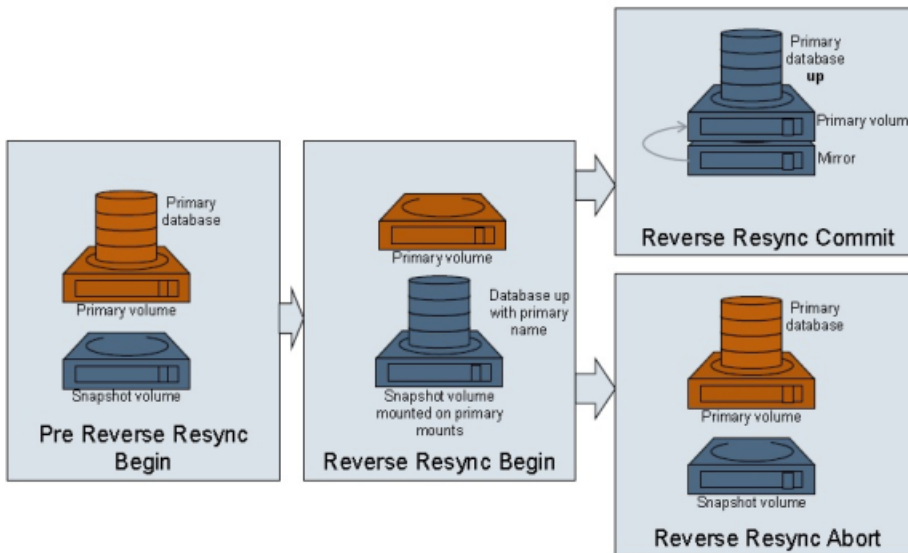 Primary
database
Primary volume
Snapshot volume
Pre Reverse Resync
Begin
Primary volume
Database up
with primary
name
Snapshot volume
mounted on primary
mounts
Reverse Resync Begin
Primary
database
up
Primary volume
Mirror
Reverse Resync Commit
Primary
database
Primary volume
Snapshot volume
Reverse Resync Abort